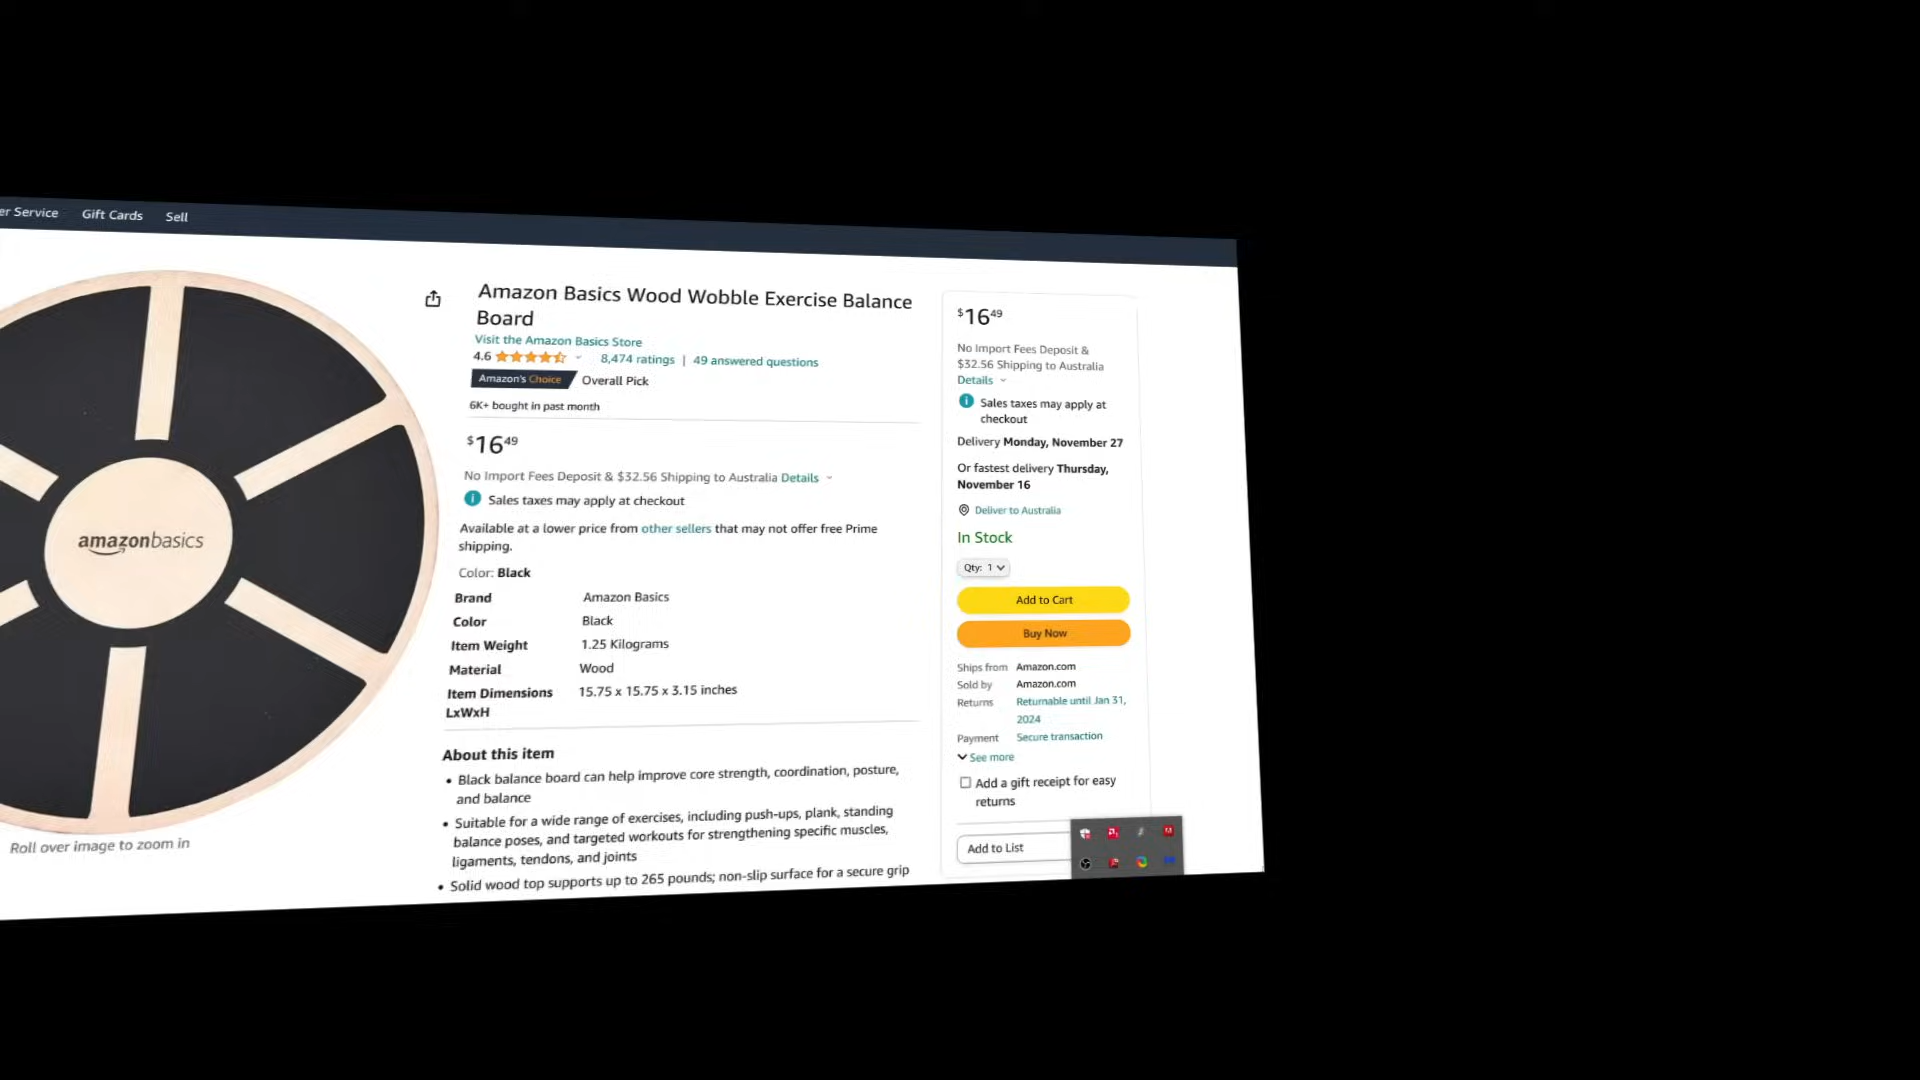 er Service Gift Cards Sell
Amazon Basics Wood Wobble Exercise Balance
Board
Visit the Amazon Basics Store
4.6 8,474 ratings | 49 answered questions
Amazon's Choice Overall Pick
6K+ bought in past month
$16 49
No Import Fees Deposit & $32.56 Shipping to Australia Details
Sales taxes may apply at checkout
Available at a lower price from other sellers that may not offer free Prime
shipping.
Color: Black
Brand Amazon Basics
Color Black
Item Weight 1.25 Kilograms
Material Wood
Item Dimensions 15.75 x 15.75 x 3.15 inches
LxWxH
About this item
• Black balance board can help improve core strength, coordination, posture,
and balance
• Suitable for a wide range of exercises, including push-ups, plank, standing
balance poses, and targeted workouts for strengthening specific muscles,
ligaments, tendons, and joints
• Solid wood top supports up to 265 pounds; non-slip surface for a secure grip
amazonbasics
Roll over image to zoom in
$16 49
No Import Fees Deposit &
$32.56 Shipping to Australia
Details
Sales taxes may apply at
checkout
Delivery Monday, November 27
Or fastest delivery Thursday,
November 16
Deliver to Australia
In Stock
Qty: 1
Add to Cart
Buy Now
Ships from Amazon.com
Sold by Amazon.com
Returns Returnable until Jan 31,
2024
Payment Secure transaction
See more
Add a gift receipt for easy
returns
Add to List